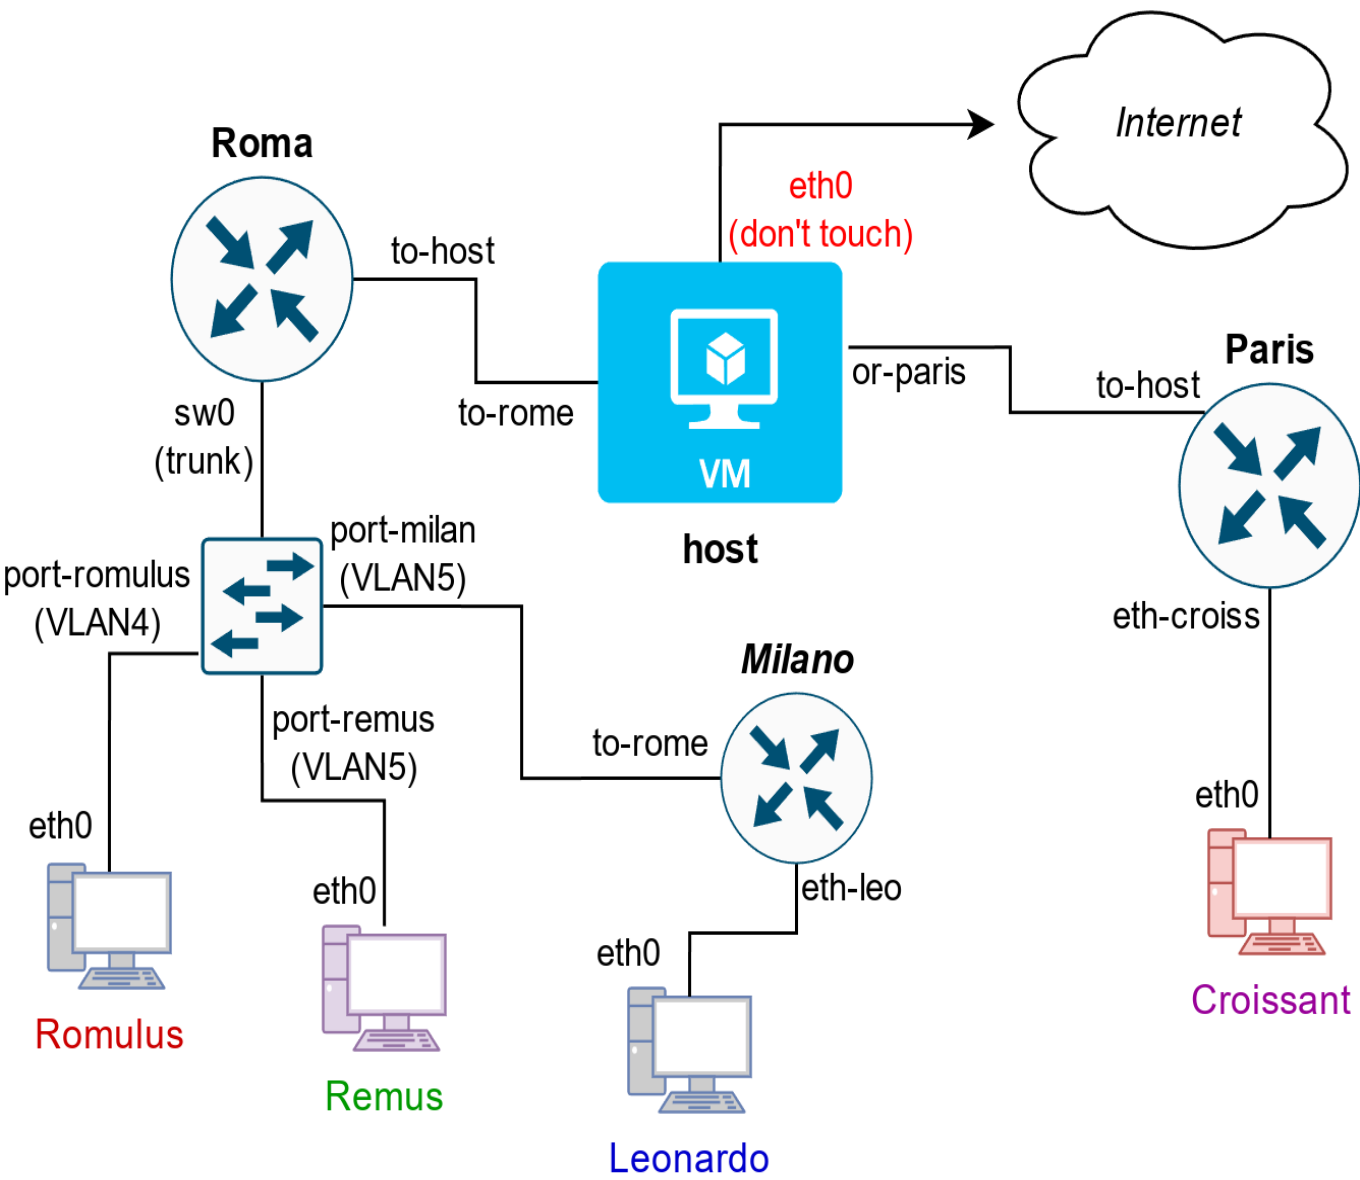 Internet
Roma
eth0
(don't touch)
to-host
or-paris
Paris
to-host
sw0
(trunk)
to-rome
VM
host
port-milan
(VLAN5)
port-romulus
(VLAN4)
eth-croiss
Milano
port-remus
(VLAN5)
to-rome
eth0
eth0
eth0
eth-leo
eth0
Croissant
Romulus
Remus
Leonardo